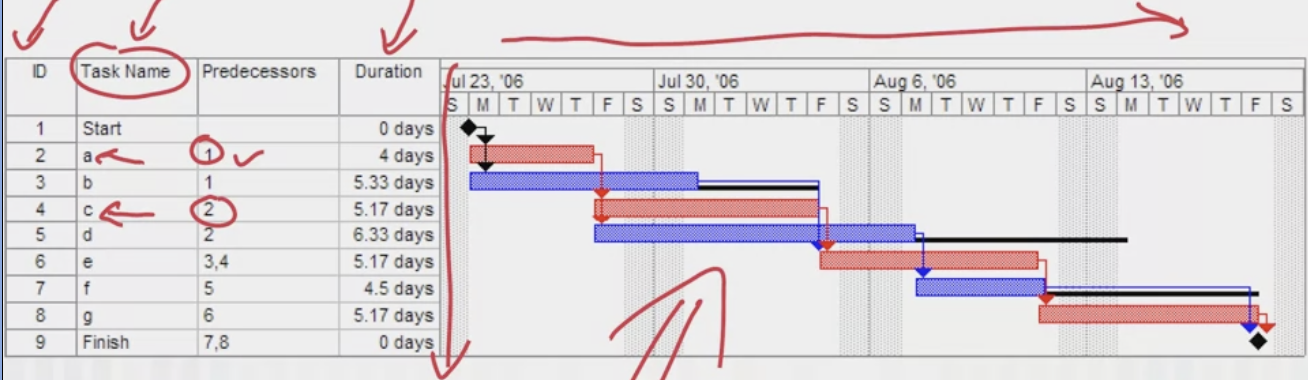 ID Task Name Predecessors Duration Jul 23, '06 Jul 30, '06 Aug 6, '06 Aug 13, '06
S M T W T F S S M T W T F S S M T W T F S S M T W T F S
1 Start 0 days
2 a 1 4 days
3 b 1 5.33 days
4 c 2 5.17 days
5 d 2 6.33 days
6 e 3,4 5.17 days
7 f 5 4.5 days
8 g 6 5.17 days
9 Finish 7,8 0 days